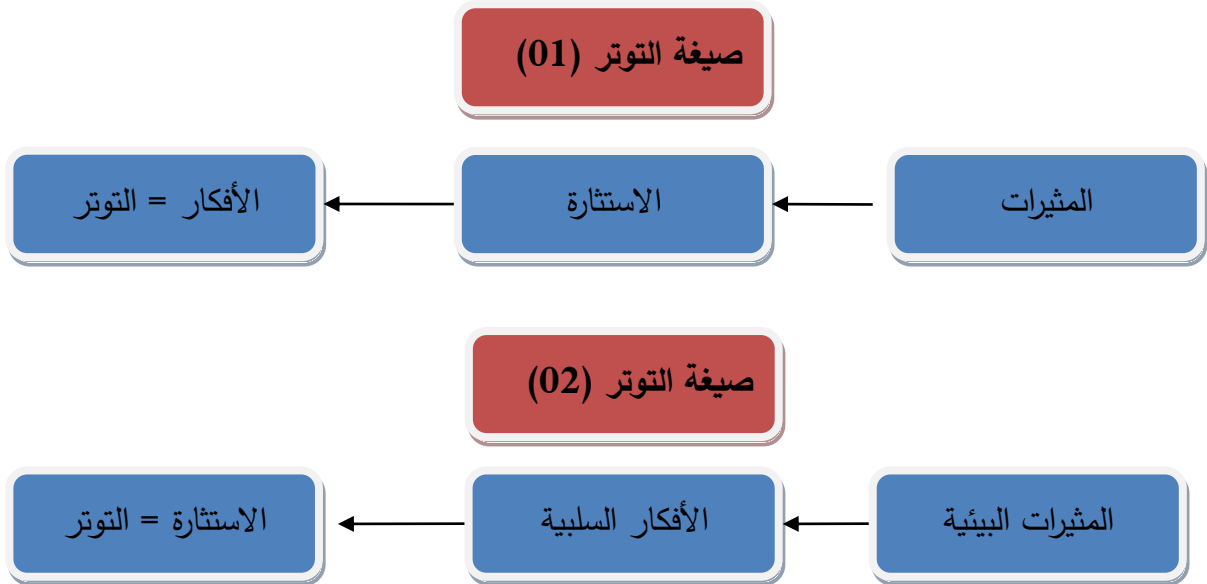 صيغة التوتر (01)
المثيرات
الاستثارة
الأفكار = التوتر
صيغة التوتر (02)
المثيرات البيئية
الأفكار السلبية
الاستثارة = التوتر